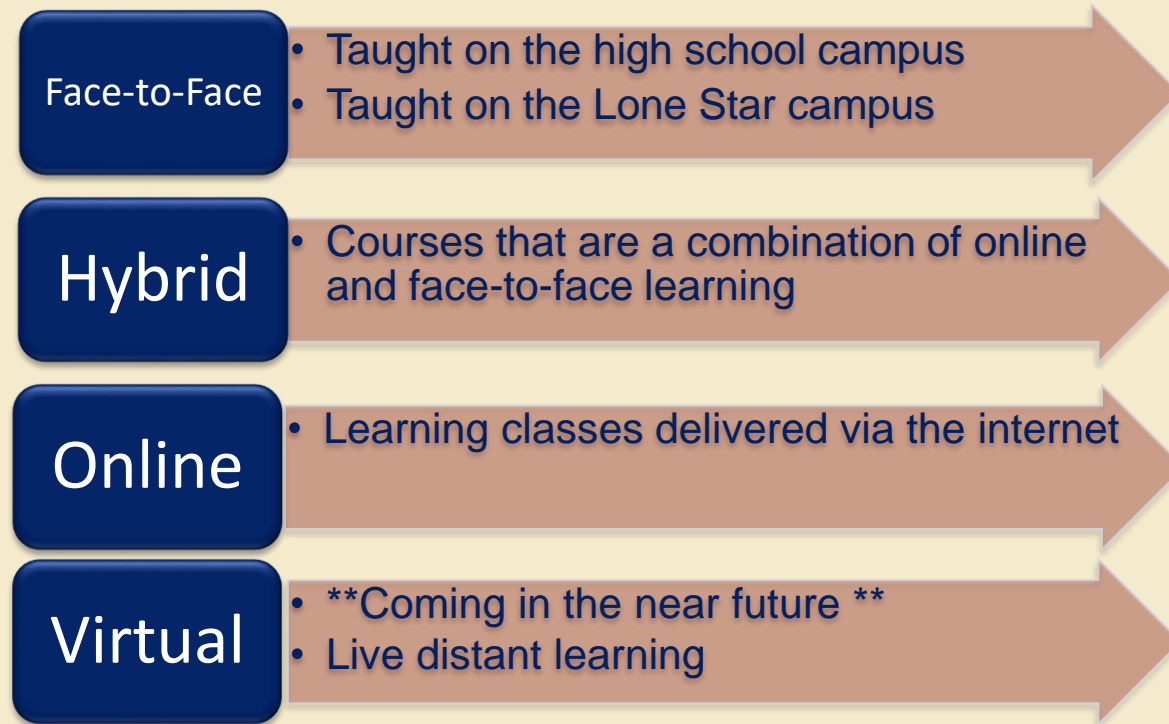 Face-to-Face
• Taught on the high school campus
• Taught on the Lone Star campus
Hybrid
• Courses that are a combination of online
and face-to-face learning
Online
• Learning classes delivered via the internet
Virtual
• **Coming in the near future **
• Live distant learning